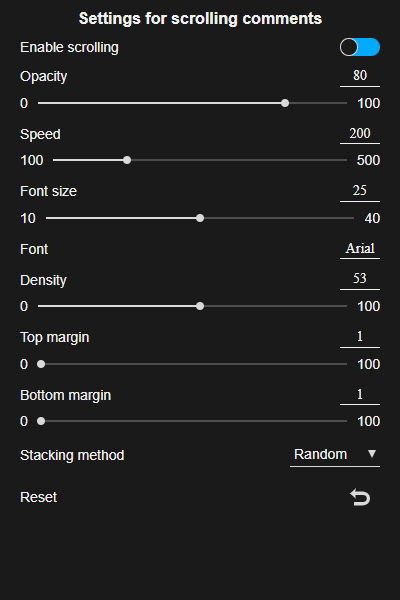 Settings for scrolling comments
Enable scrolling
Opacity 80
0 100
Speed 200
100 500
Font size 25
10 40
Font Arial
Density 53
0 100
Top margin 1
0 100
Bottom margin 1
0 100
Stacking method Random ▼
Reset